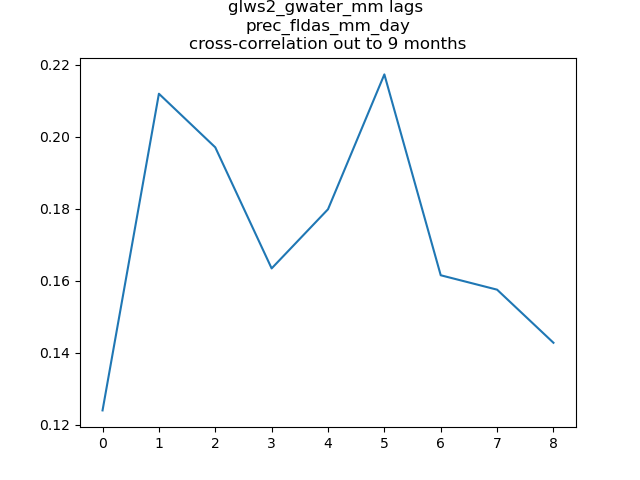 glws2_gwater_mm lags
prec_fldas_mm_day
cross-correlation out to 9 months
0.22
0.20
0.18
0.16
0.14
0.12
0 1 2 3 4 5 6 7 8